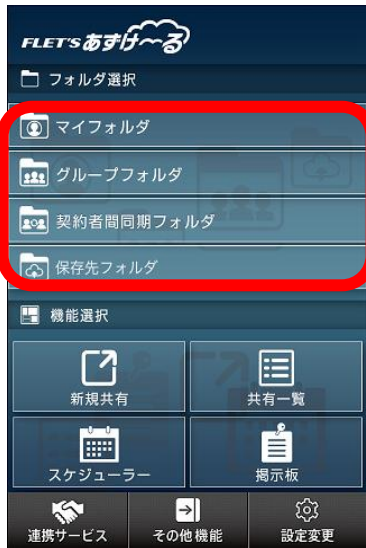 FLET'S あずけ～る
フォルダ選択
マイフォルダ
グループフォルダ
契約者間同期フォルダ
保存先フォルダ
機能選択
新規共有 共有一覧
スケジューラー 掲示板
連携サービス その他機能 設定変更